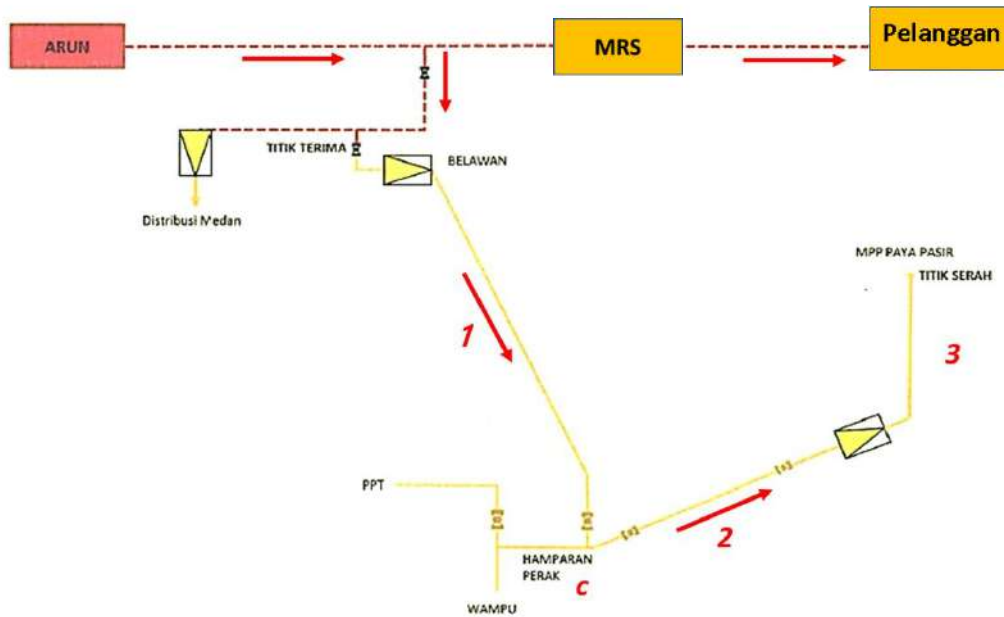 ARUN
MRS
Pelanggan
TITIK TERIMA
BELAWAN
Distribusi Medan
MPP PAYA PASIR
TITIK SERAH
1
3
PPT
2
HAMPARAN
PERAK
C
WAMPU